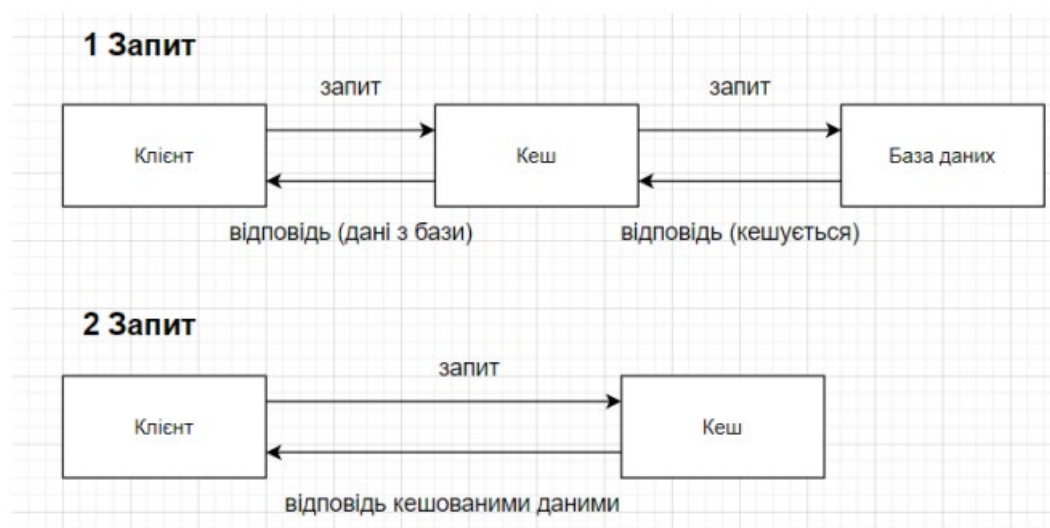 1 Запит
запит
запит
Клієнт
Кеш
База даних
відповідь (дані з бази)
відповідь (кешується)
2 Запит
запит
Клієнт
Кеш
відповідь кешованими даними